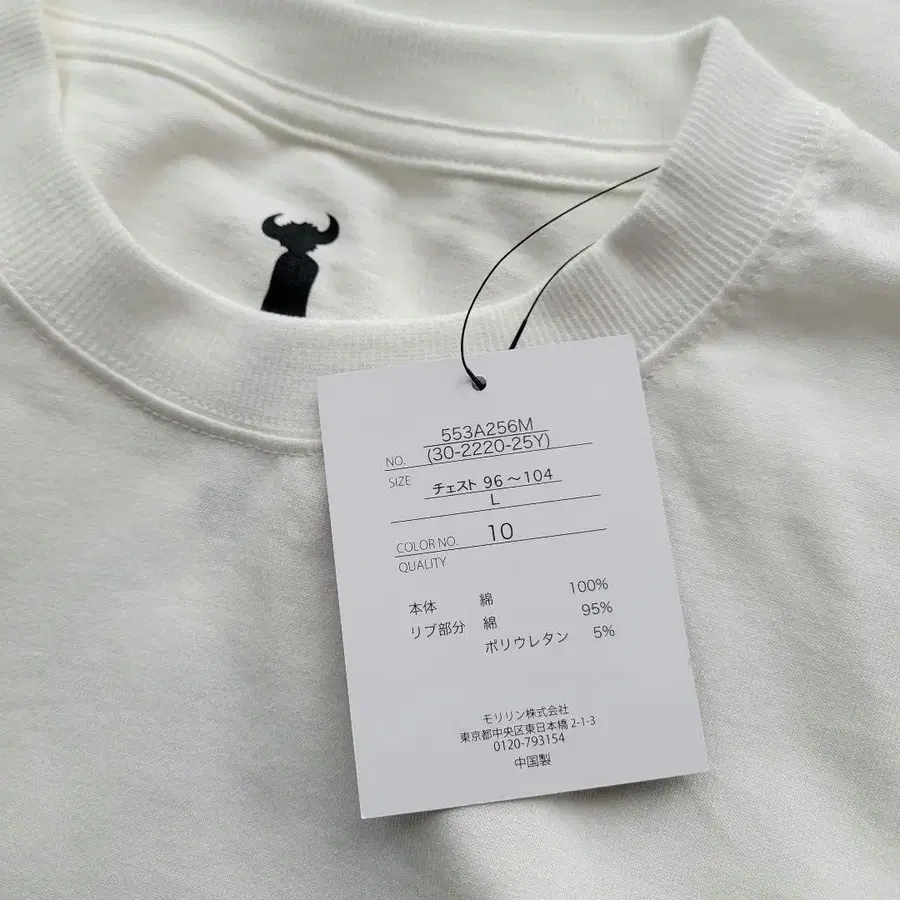 553A256M
NO. (30-2220-25Y)
SIZE チェスト 96～104
L
COLOR NO. 10
QUALITY
本体 綿 100%
リブ部分 綿 95%
ポリウレタン 5%
モリリン株式会社
東京都中央区東日本橋 2-1-3
0120-793154
中国製